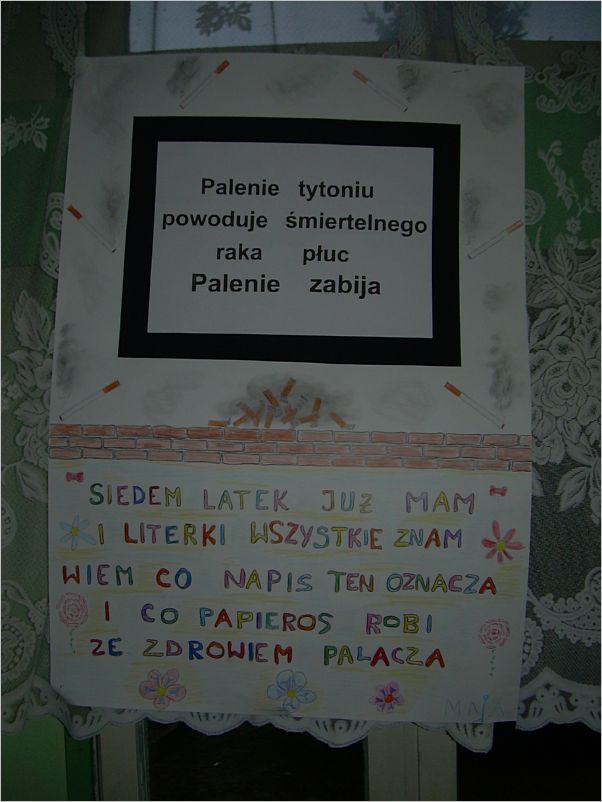 Palenie tytoniu
powoduje śmiertelnego
raka płuc
Palenie zabija
SIEDEM LATEK JUŻ MAM
I LITERKI WSZYSTKIE ZNAM
WIEM CO NAPIS TEN OZNACZA
I CO PAPIEROS ROBI
ZE ZDROWIEM PALACZA
MAJA